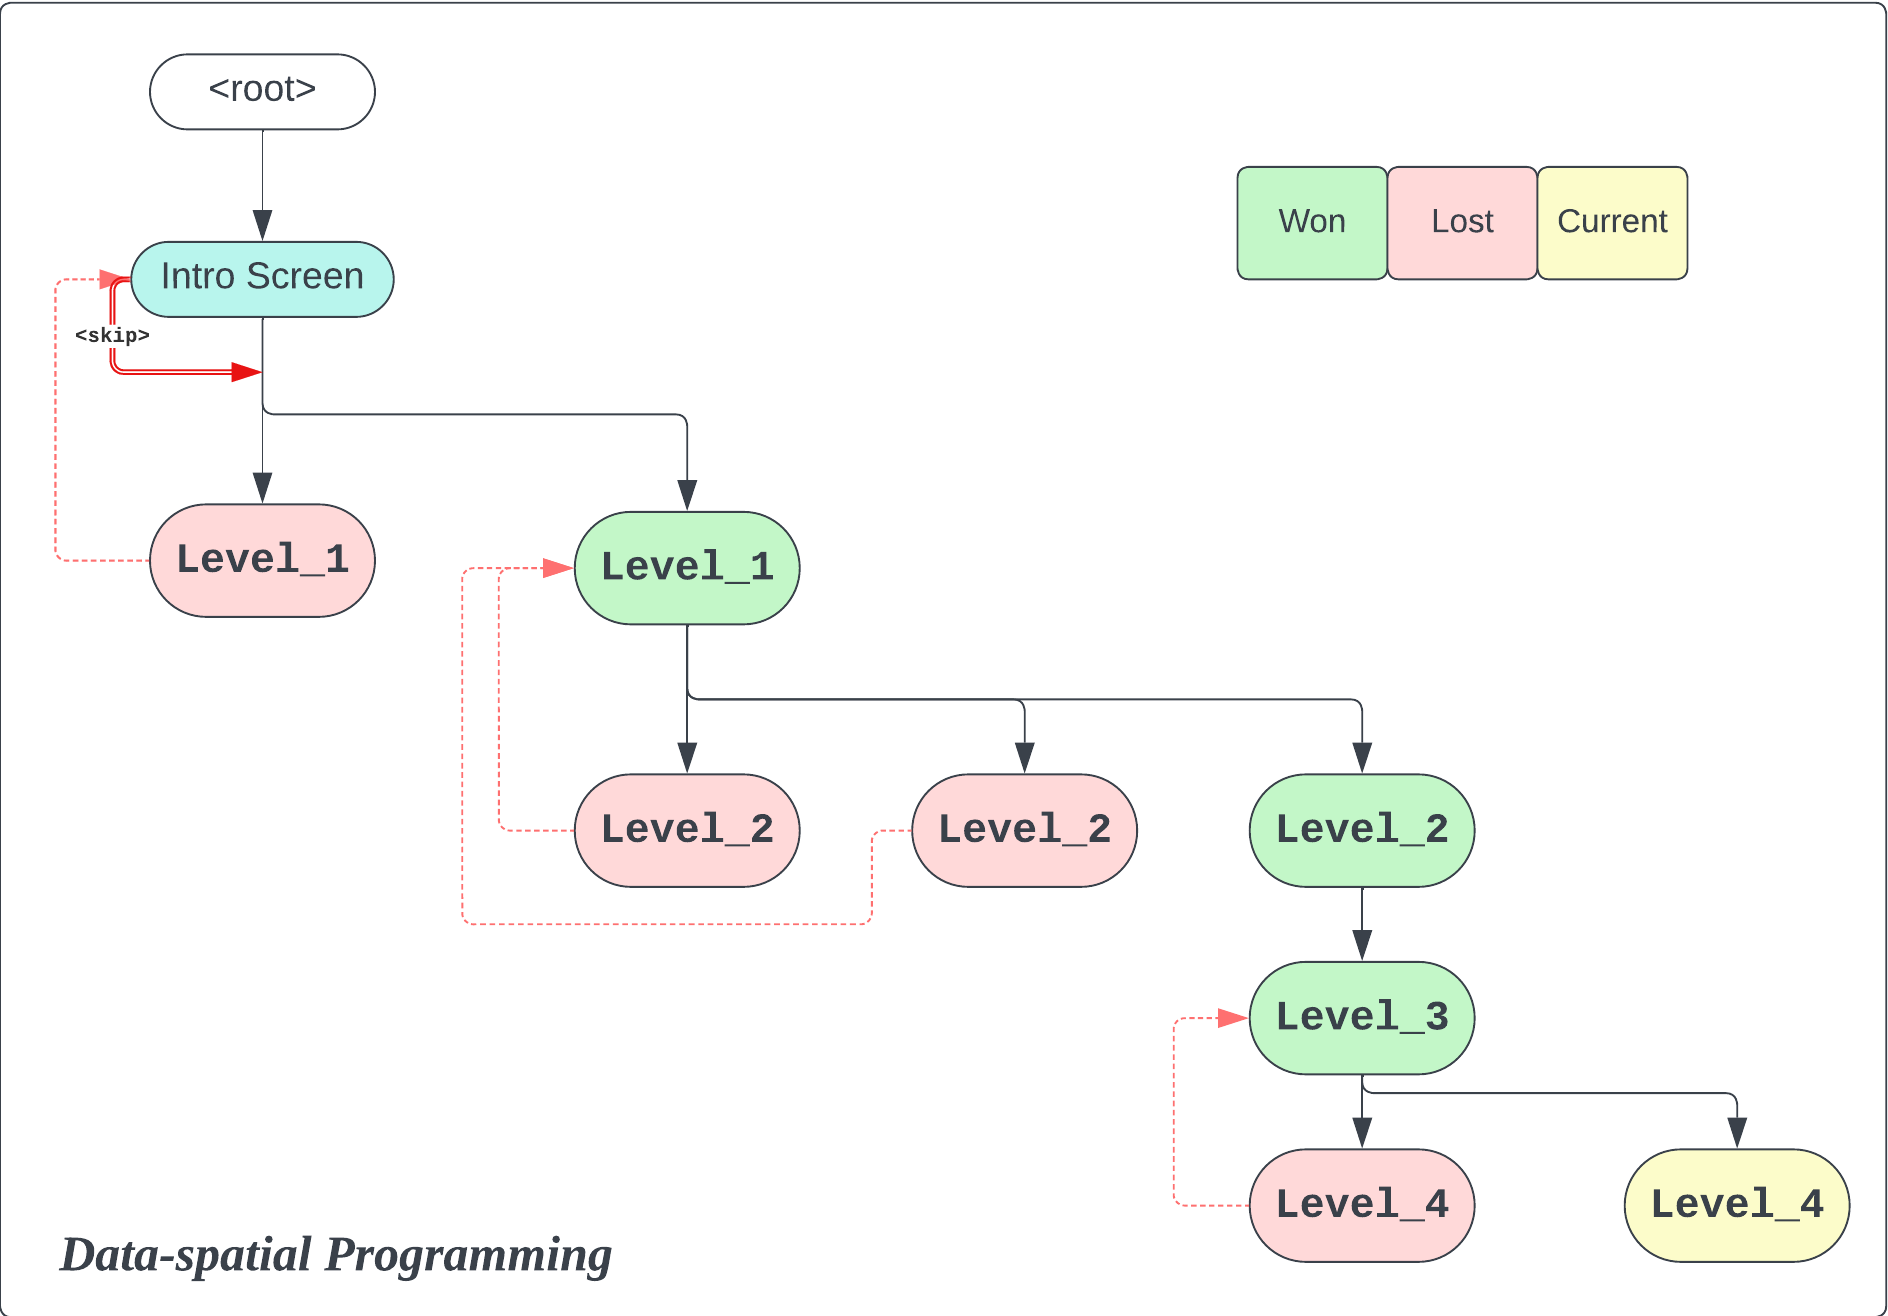 <root>
Won Lost Current
Intro Screen
<skip>
Level_1
Level_1
Level_2 Level_2 Level_2
Level_3
Level_4 Level_4
Data-spatial Programming